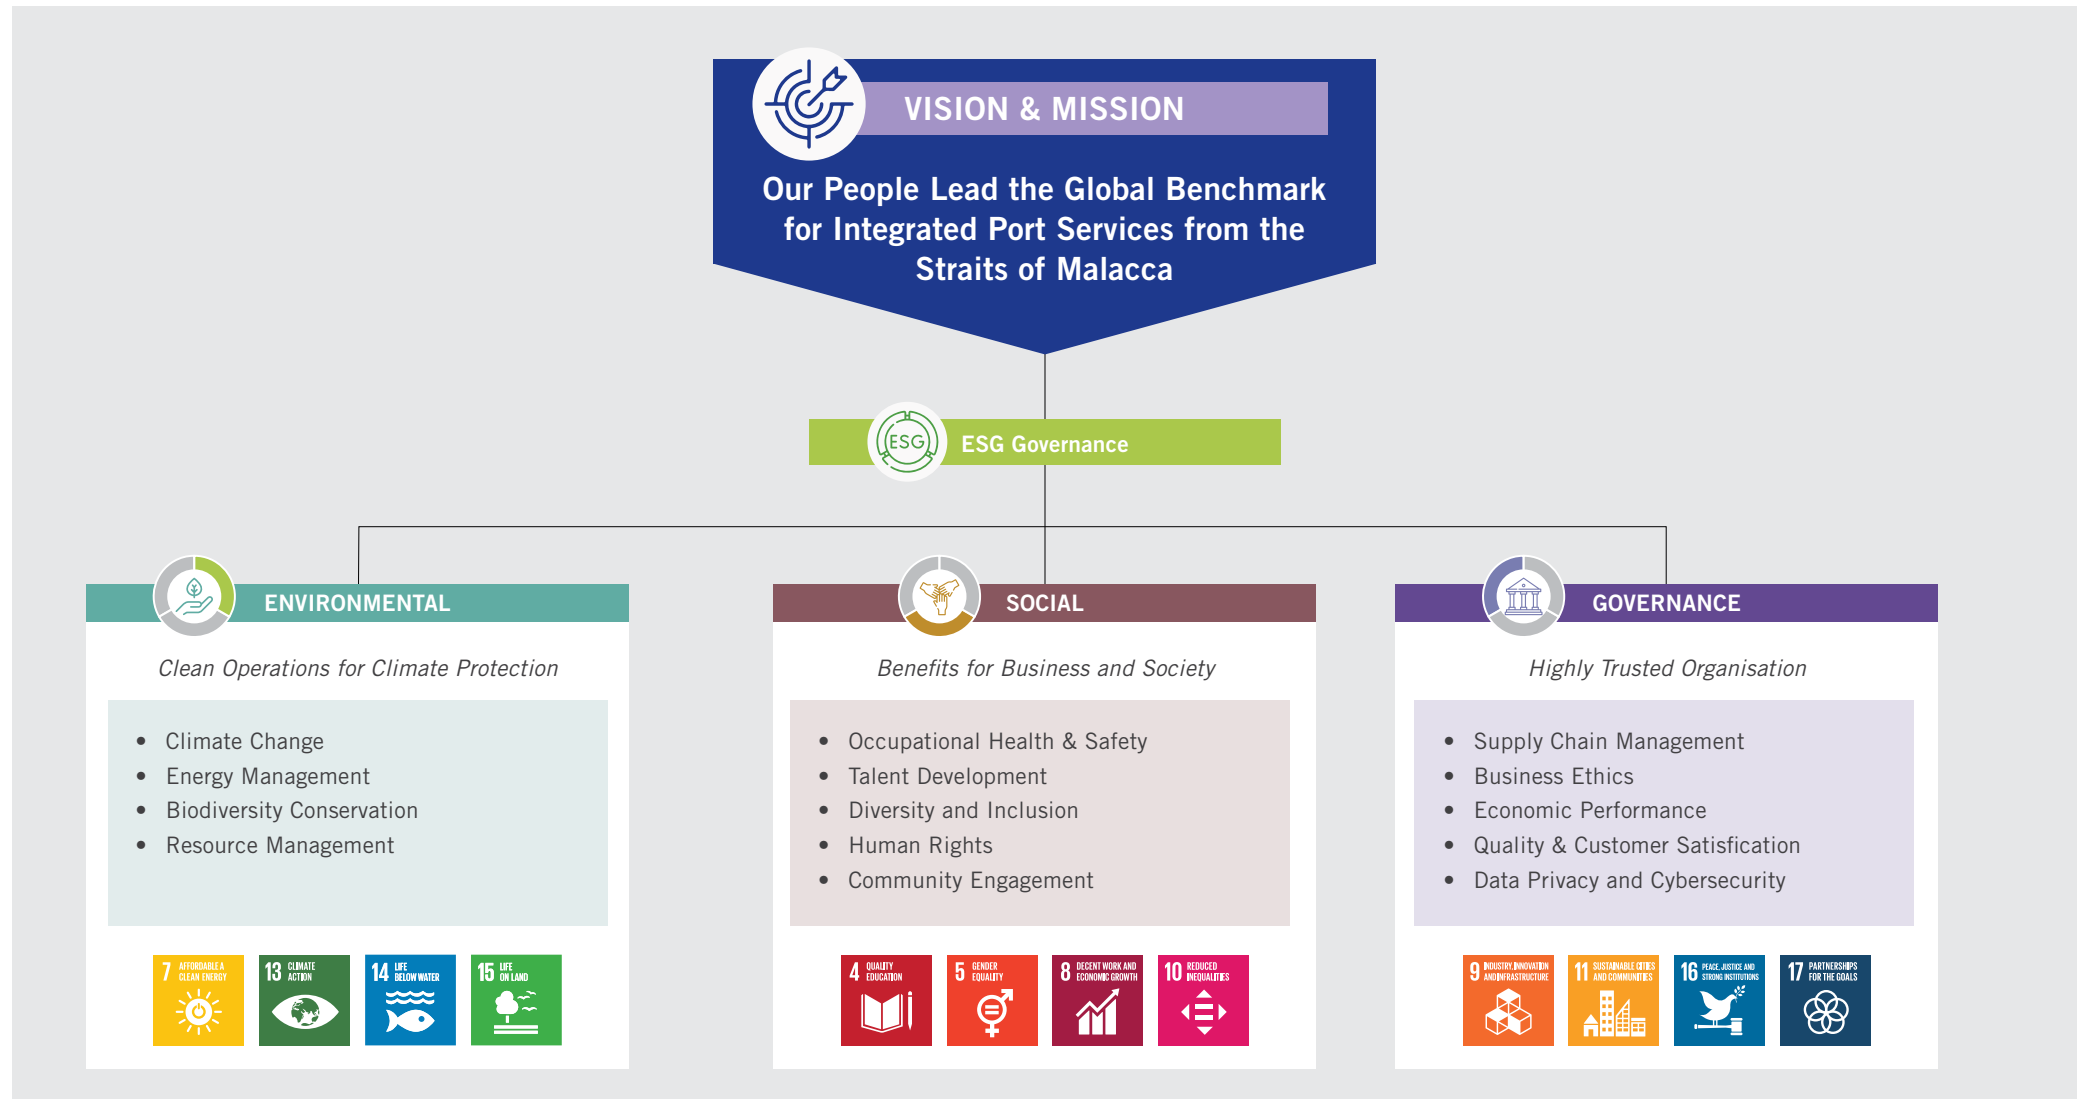 VISION & MISSION
Our People Lead the Global Benchmark
for Integrated Port Services from the
Straits of Malacca
ESG
ESG Governance
ENVIRONMENTAL
Clean Operations for Climate Protection
• Climate Change
• Energy Management
• Biodiversity Conservation
• Resource Management
7 AFFORDABLE A
CLEAN ENERGY
13 CLIMATE
ACTION
14 LIFE
BELOW WATER
15 LIFE
ON LAND
SOCIAL
Benefits for Business and Society
• Occupational Health & Safety
• Talent Development
• Diversity and Inclusion
• Human Rights
• Community Engagement
4 QUALITY
EDUCATION
5 GENDER
EQUALITY
8 DECENT WORK AND
ECONOMIC GROWTH
10 REDUCED
INEQUALITIES
GOVERNANCE
Highly Trusted Organisation
• Supply Chain Management
• Business Ethics
• Economic Performance
• Quality & Customer Satisfication
• Data Privacy and Cybersecurity
9 INDUSTRY, INNOVATION
AND INFRASTRUCTURE
11 SUSTAINABLE CITIES
AND COMMUNITIES
16 PEACE, JUSTICE AND
STRONG INSTITUTIONS
17 PARTNERSHIPS
FOR THE GOALS